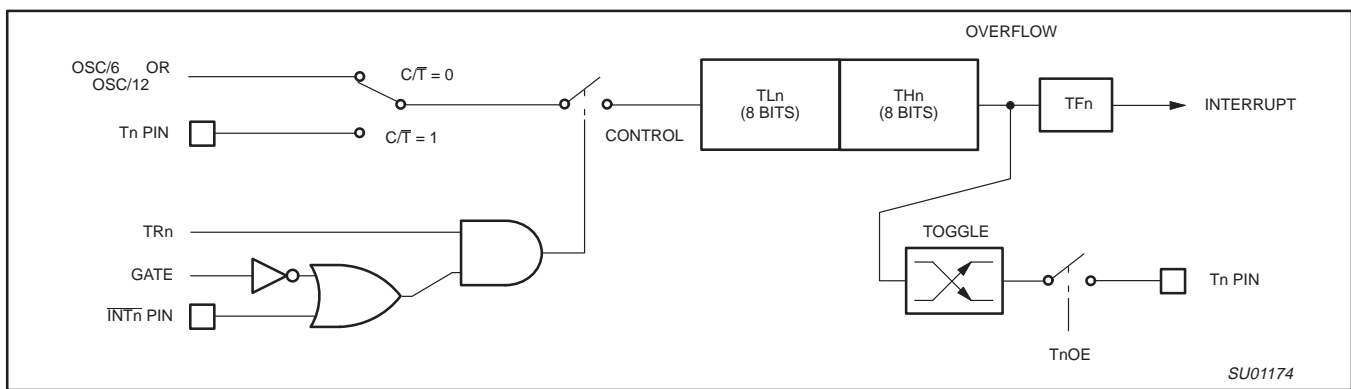 OVERFLOW
OSC/6 OR
OSC/12
C/T̅ = 0
TLn
(8 BITS)
THn
(8 BITS)
TFn
INTERRUPT
Tn PIN
C/T̅ = 1
CONTROL
TRn
TOGGLE
GATE
Tn PIN
I̅N̅T̅n̅ PIN
TnOE
SU01174